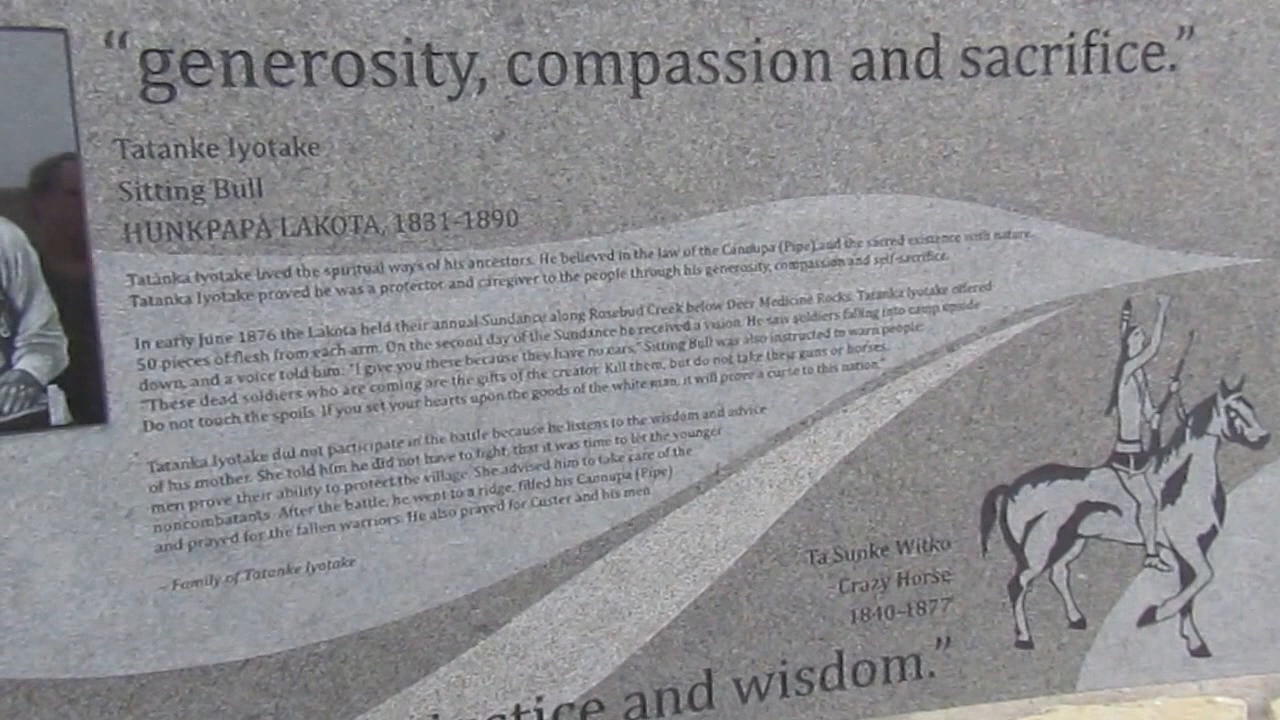 “generosity, compassion and sacrifice.”
Tatanke Iyotake
Sitting Bull
HUNKPAPA LAKOTA, 1831-1890
Tatanka Iyotake lived the spiritual ways of his ancestors. He believed in the law of the Canoupa (Pipe) and the sacred existence with nature.
Tatanka Iyotake proved he was a protector and caregiver to the people through his generosity, compassion and self-sacrifice.
In early June 1876 the Lakota held their annual Sundance along Rosebud Creek below Deer Medicine Rocks. Tatanka Iyotake offered
50 pieces of flesh from each arm. On the second day of the Sundance he received a vision. He saw soldiers falling into camp upside
down, and a voice told him: "I give you these because they have no ears." Sitting Bull was also instructed to warn people:
"These dead soldiers who are coming are the gifts of the creator. Kill them, but do not take their guns or horses.
Do not touch the spoils. If you set your hearts upon the goods of the white man, it will prove a curse to this nation."
Tatanka Iyotake did not participate in the battle because he listens to the wisdom and advice
of his mother. She told him he did not have to fight, that it was time to let the younger
men prove their ability to protect the village. She advised him to take care of the
noncombatants. After the battle, he went to a ridge, filled his Cannupa (Pipe)
and prayed for the fallen warriors. He also prayed for Custer and his men
– Family of Tatanke Iyotake
Ta Sunke Witko
Crazy Horse
1840-1877
and wisdom.”